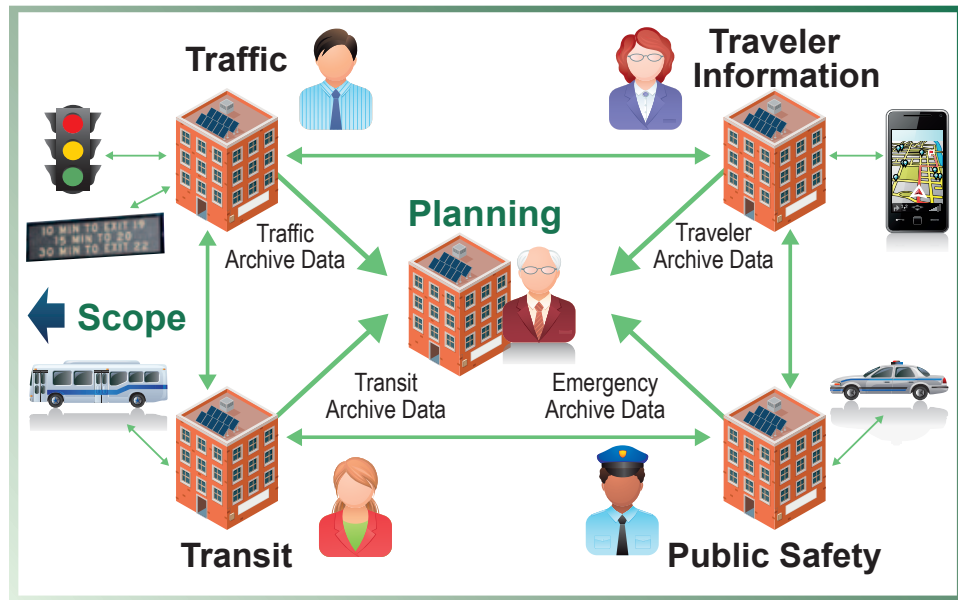 Traffic
Traveler
Information
10 MIN TO EXIT 19
15 MIN TO 20
30 MIN TO EXIT 22
Traffic
Archive Data
Planning
Traveler
Archive Data
Scope
Transit
Archive Data
Emergency
Archive Data
Transit
Public Safety